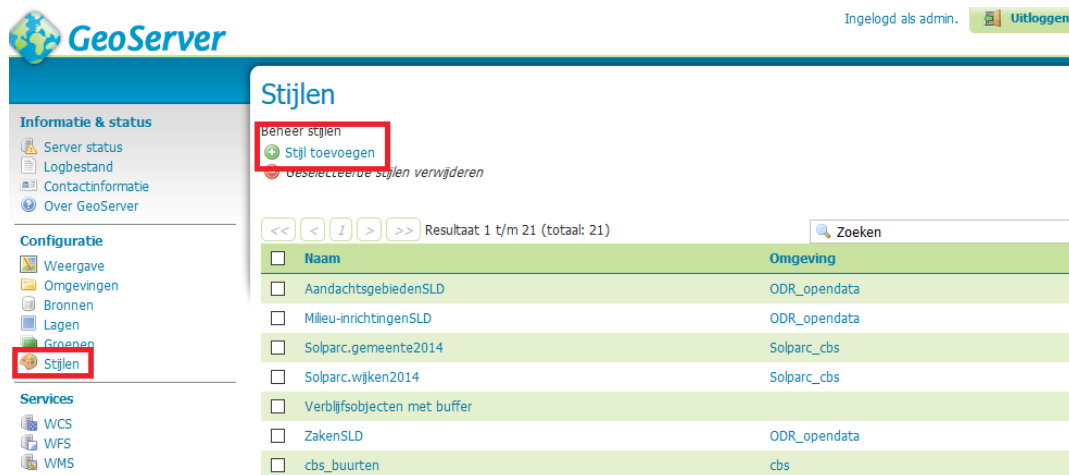 GeoServer
Ingelogd als admin.
Uitloggen
Informatie & status
Server status
Logbestand
Contactinformatie
Over GeoServer
Configuratie
Weergave
Omgevingen
Bronnen
Lagen
Groepen
Stijlen
Services
WCS
WFS
WMS
Stijlen
Beheer stijlen
Stijl toevoegen
Geselecteerde stijlen verwijderen
<< < 1 > >> Resultaat 1 t/m 21 (totaal: 21) Zoeken
Naam Omgeving
AandachtsgebiedenSLD ODR_opendata
Milieu-inrichtingenSLD ODR_opendata
Solparc.gemeente2014 Solparc_cbs
Solparc.wijken2014 Solparc_cbs
Verblijfsobjecten met buffer
ZakenSLD ODR_opendata
cbs_buurten cbs